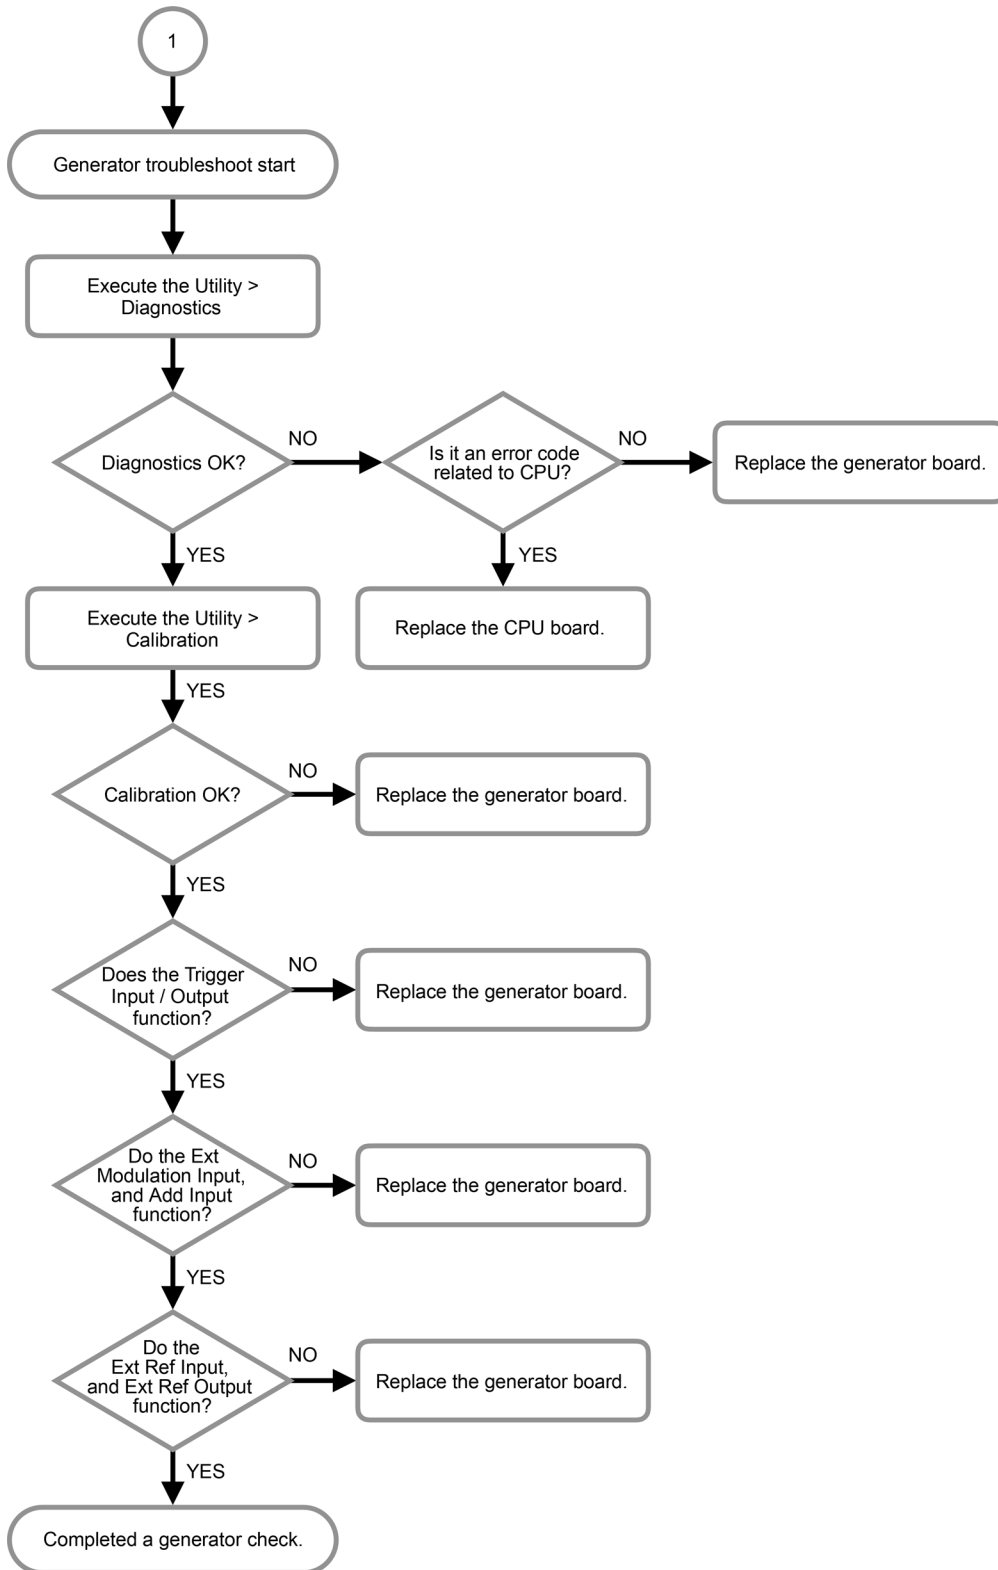 1
Generator troubleshoot start
Execute the Utility >
Diagnostics
Diagnostics OK?
NO
Is it an error code
related to CPU?
NO
Replace the generator board.
YES
YES
Execute the Utility >
Calibration
Replace the CPU board.
YES
Calibration OK?
NO
Replace the generator board.
YES
Does the Trigger
Input / Output
function?
NO
Replace the generator board.
YES
Do the Ext
Modulation Input,
and Add Input
function?
NO
Replace the generator board.
YES
Do the
Ext Ref Input,
and Ext Ref Output
function?
NO
Replace the generator board.
YES
Completed a generator check.